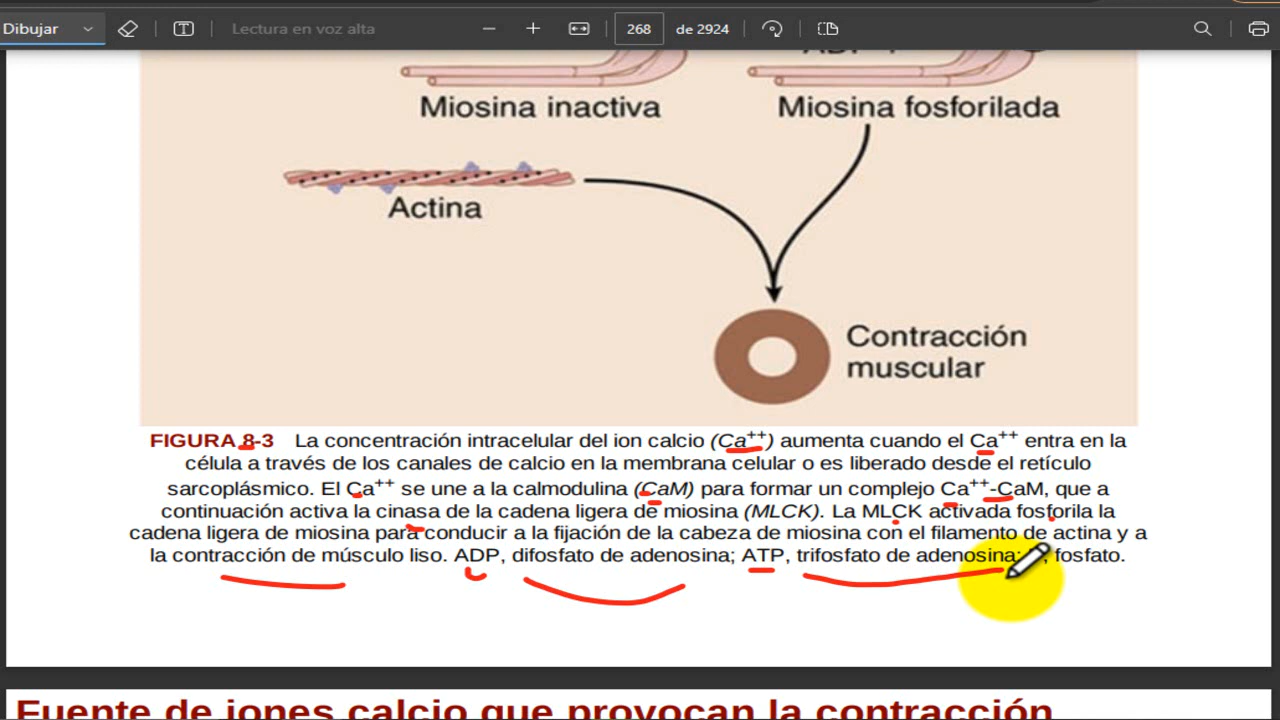 Dibujar
Lectura en voz alta
268 de 2924
Miosina inactiva
Miosina fosforilada
Actina
Contracción
muscular
FIGURA 8-3 La concentración intracelular del ion calcio (Ca++) aumenta cuando el Ca++ entra en la
célula a través de los canales de calcio en la membrana celular o es liberado desde el retículo
sarcoplásmico. El Ca++ se une a la calmodulina (CaM) para formar un complejo Ca++-CaM, que a
continuación activa la cinasa de la cadena ligera de miosina (MLCK). La MLCK activada fosforila la
cadena ligera de miosina para conducir a la fijación de la cabeza de miosina con el filamento de actina y a
la contracción de músculo liso. ADP, difosfato de adenosina; ATP, trifosfato de adenosina; fosfato.
Fuente de iones calcio que provocan la contracción